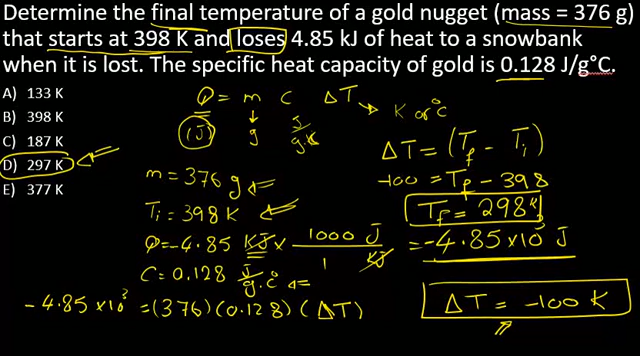 Determine the final temperature of a gold nugget (mass = 376 g)
that starts at 398 K and loses 4.85 kJ of heat to a snowbank
when it is lost. The specific heat capacity of gold is 0.128 J/g°C.
A) 133 K
B) 398 K
C) 187 K
D) 297 K
E) 377 K
Q = m C ΔT
(J) g J/g.K K or °C
m = 376 g
Ti = 398 K
Q = -4.85 KJ × 1000 J / 1 KJ = -4.85 × 10³ J
C = 0.128 J/g.°C
-4.85 × 10³ = (376) (0.128) (ΔT)
ΔT = (Tf - Ti)
-100 = Tf - 398
Tf = 298 K
ΔT = -100 K